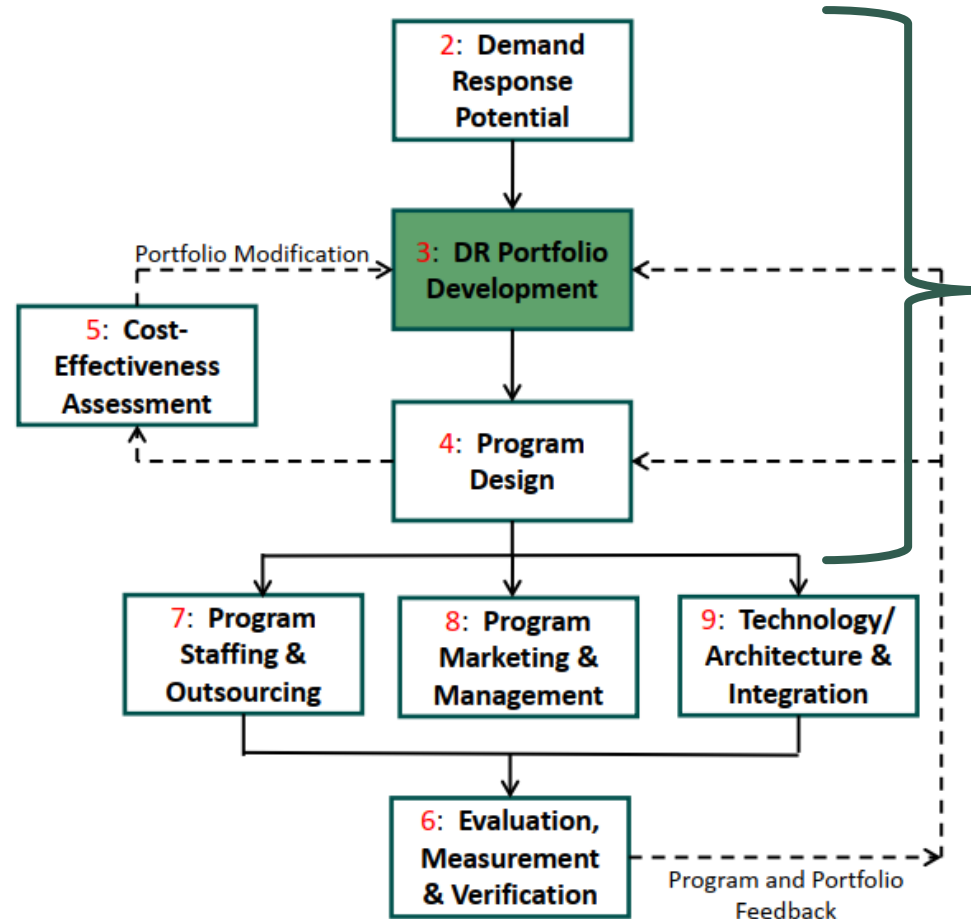 2: Demand
Response
Potential
Portfolio Modification
3: DR Portfolio
Development
5: Cost-
Effectiveness
Assessment
4: Program
Design
7: Program
Staffing &
Outsourcing
8: Program
Marketing &
Management
9: Technology/
Architecture &
Integration
6: Evaluation,
Measurement
& Verification
Program and Portfolio
Feedback